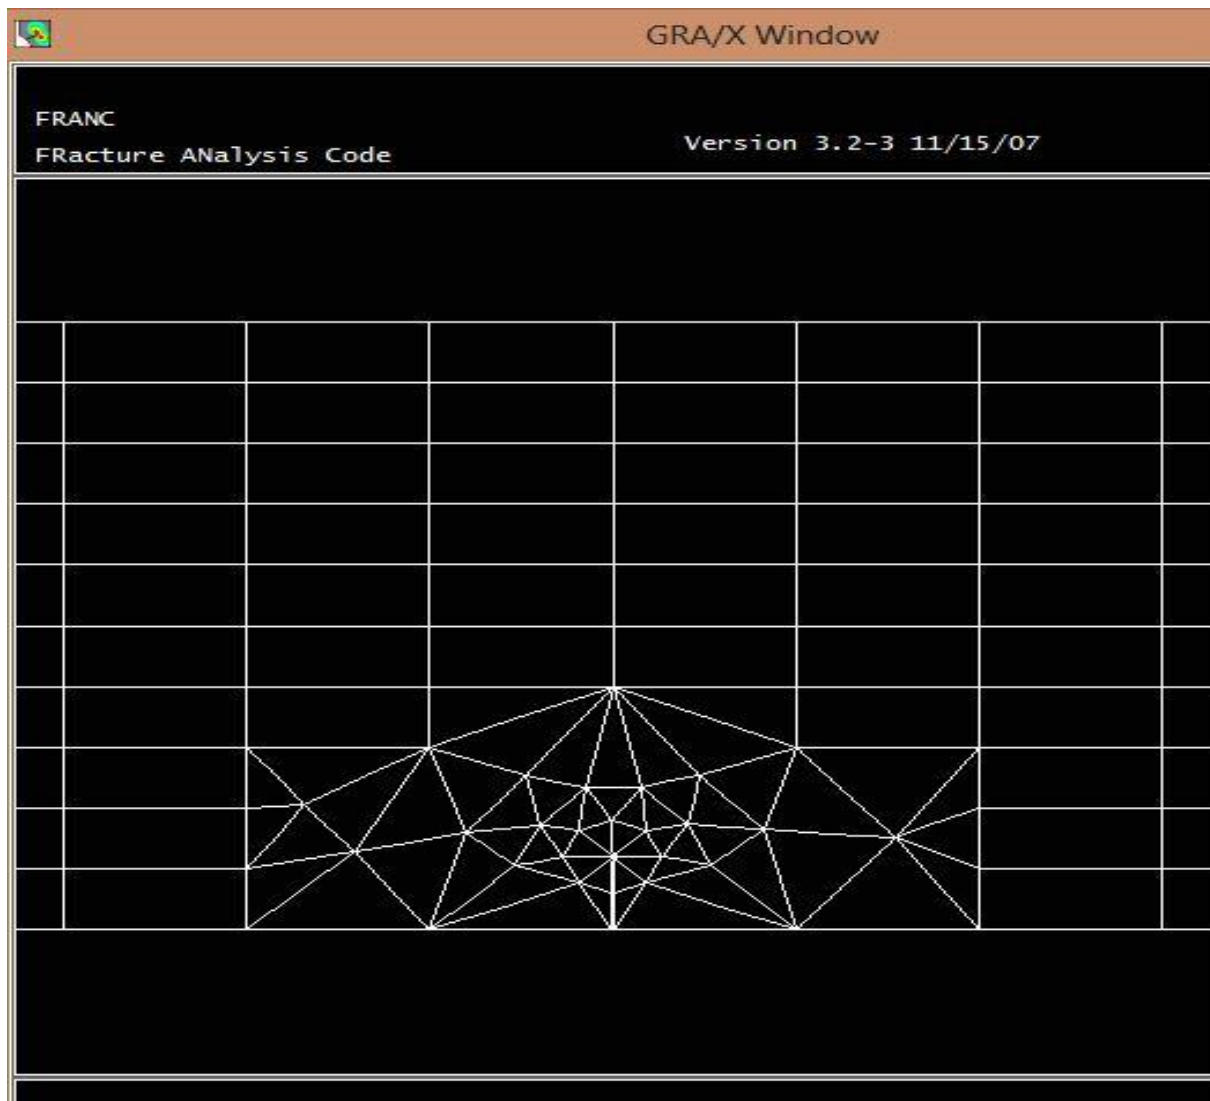 GRA/X Window
FRANC
FRacture ANalysis Code
Version 3.2-3 11/15/07